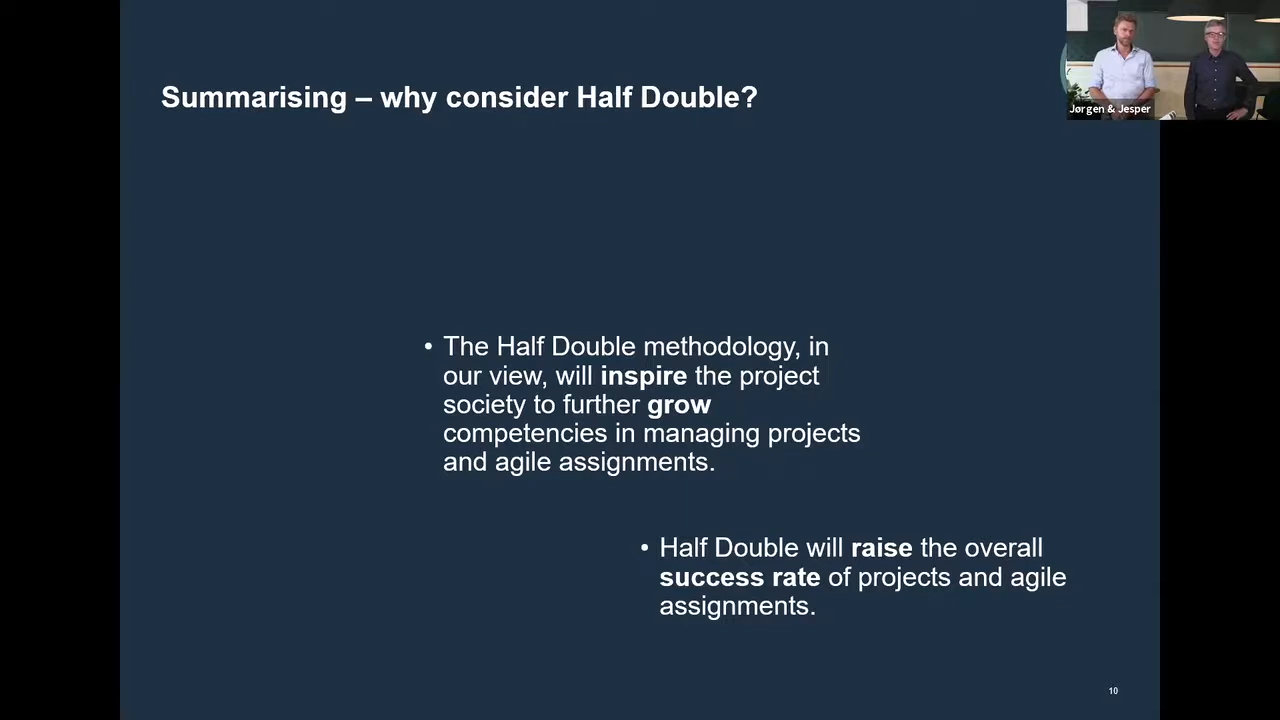 Summarising – why consider Half Double?
Jørgen & Jesper
• The Half Double methodology, in
our view, will inspire the project
society to further grow
competencies in managing projects
and agile assignments.
• Half Double will raise the overall
success rate of projects and agile
assignments.
10